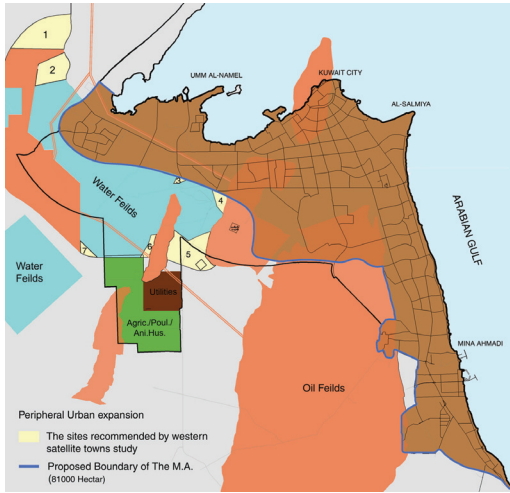 1
2
UMM AL-NAMEL
KUWAIT CITY
AL-SALMIYA
Water Feilds
3
4
ARABIAN GULF
7
6
5
Water
Feilds
Utilities
Agric./Poul./
Ani.Hus.
MINA AHMADI
Oil Feilds
Peripheral Urban expansion
The sites recommended by western
satellite towns study
Proposed Boundary of The M.A.
(81000 Hectar)